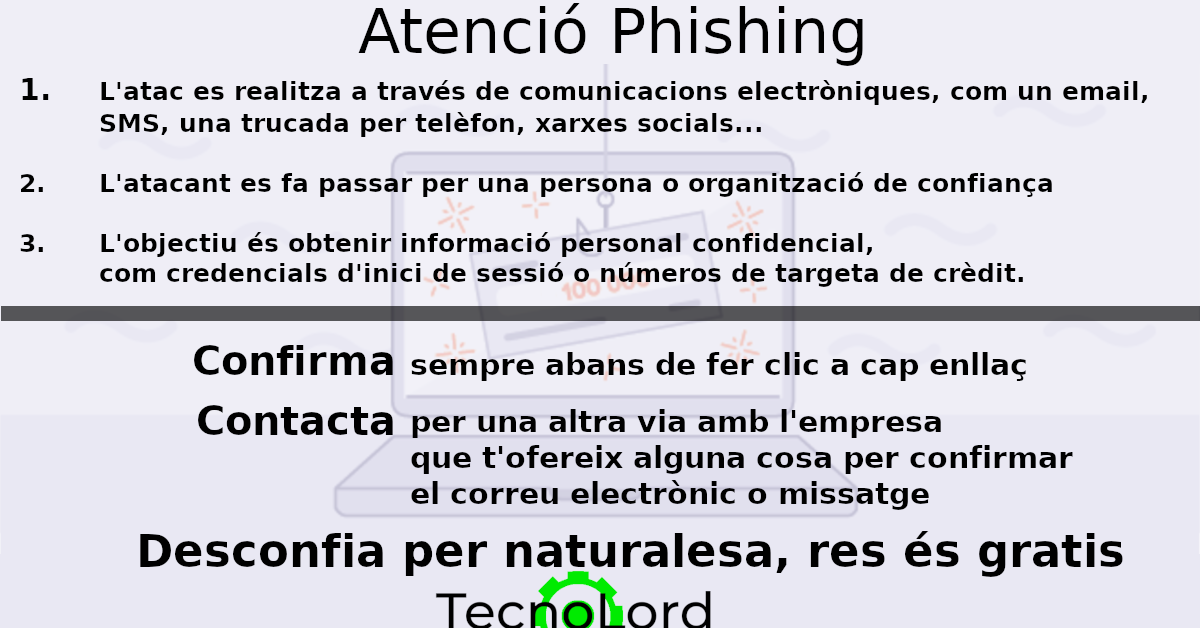 Atenció Phishing
1. L'atac es realitza a través de comunicacions electròniques, com un email,
SMS, una trucada per telèfon, xarxes socials...
2. L'atacant es fa passar per una persona o organització de confiança
3. L'objectiu és obtenir informació personal confidencial,
com credencials d'inici de sessió o números de targeta de crèdit.
100 000
Confirma sempre abans de fer clic a cap enllaç
Contacta per una altra via amb l'empresa
que t'ofereix alguna cosa per confirmar
el correu electrònic o missatge
Desconfia per naturalesa, res és gratis
TecnoLord